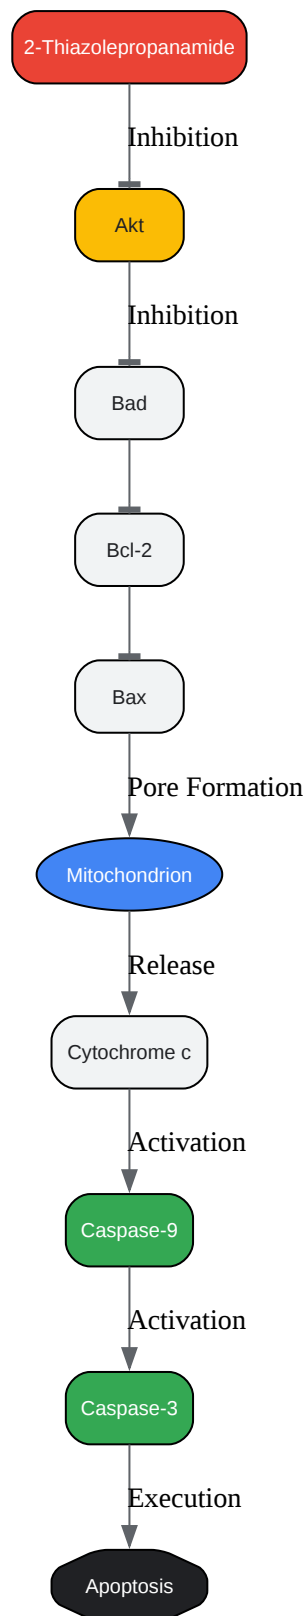 2-Thiazolepropanamide
Inhibition
Akt
Inhibition
Bad
Bcl-2
Bax
Pore Formation
Mitochondrion
Release
Cytochrome c
Activation
Caspase-9
Activation
Caspase-3
Execution
Apoptosis